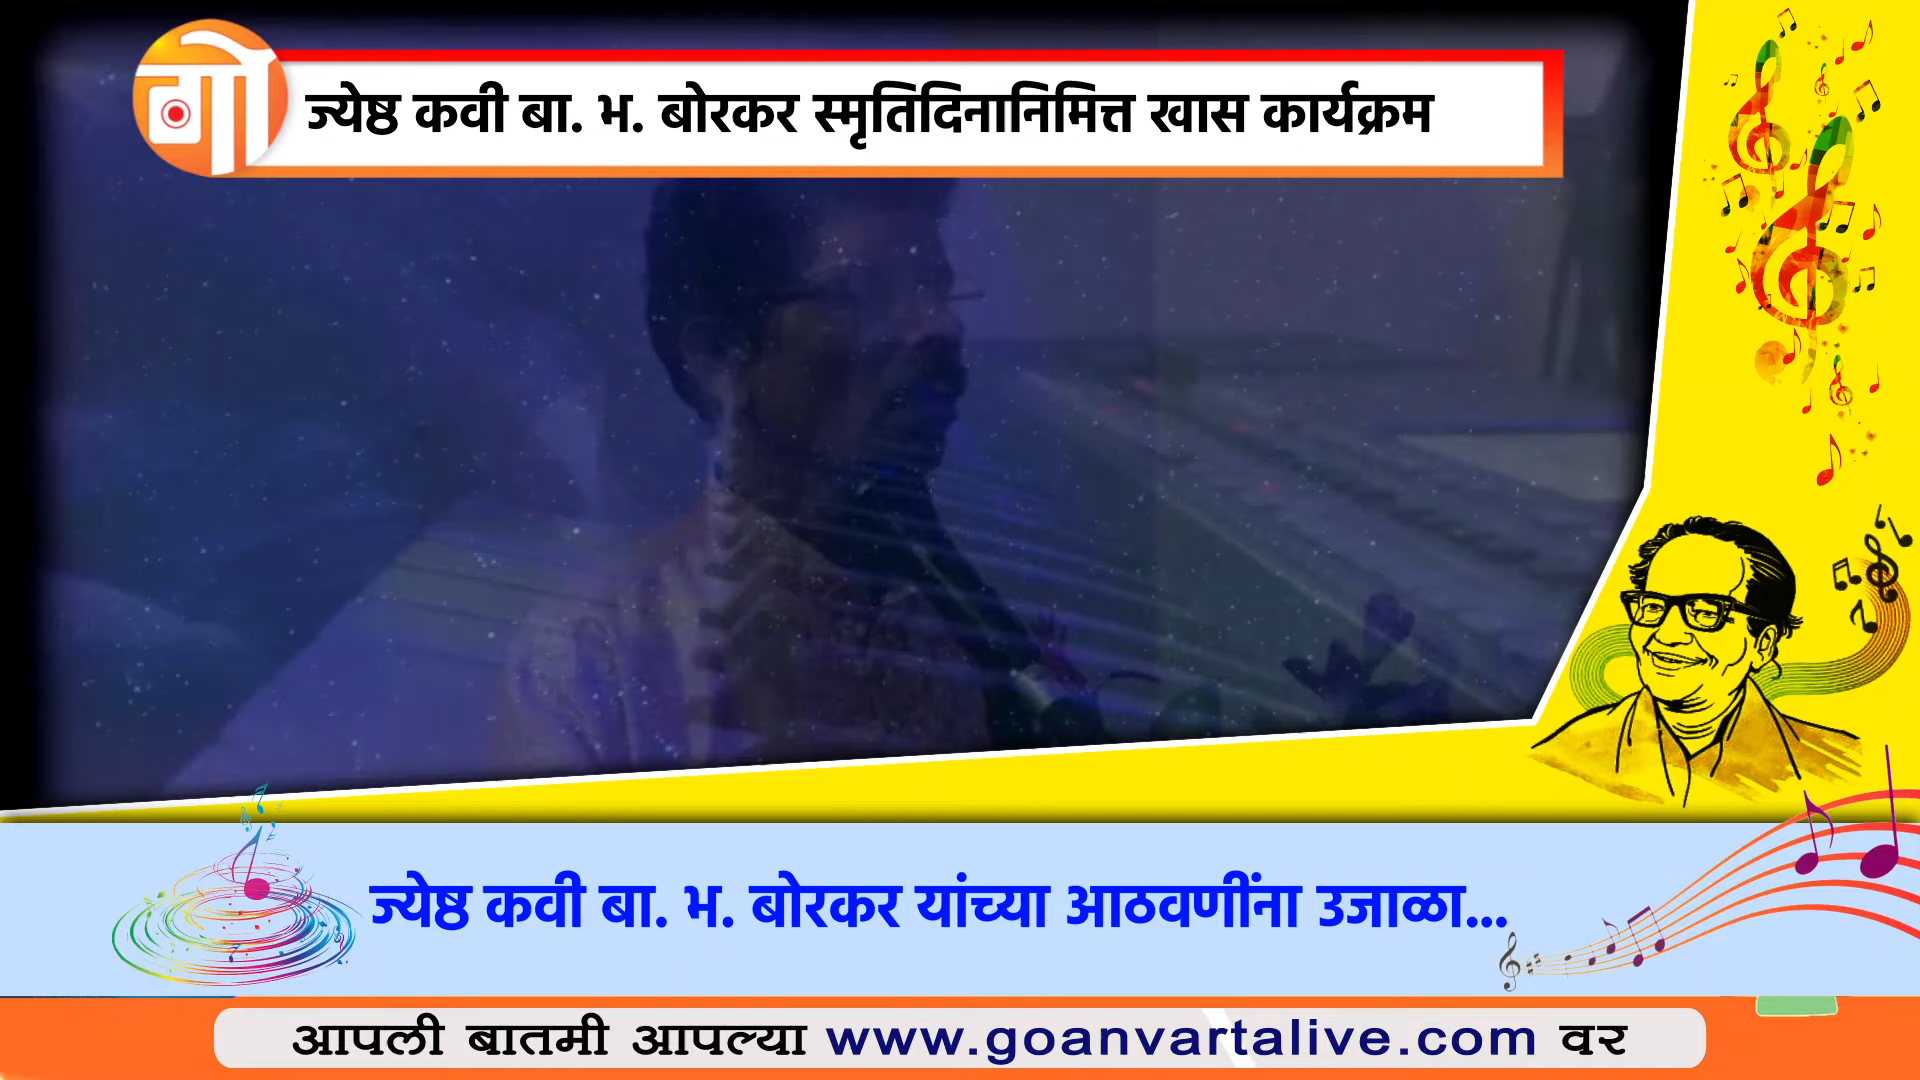 गो
ज्येष्ठ कवी बा. भ. बोरकर स्मृतिदिनानिमित्त खास कार्यक्रम
ज्येष्ठ कवी बा. भ. बोरकर यांच्या आठवणींना उजाळा...
आपली बातमी आपल्या www.goanvartalive.com वर